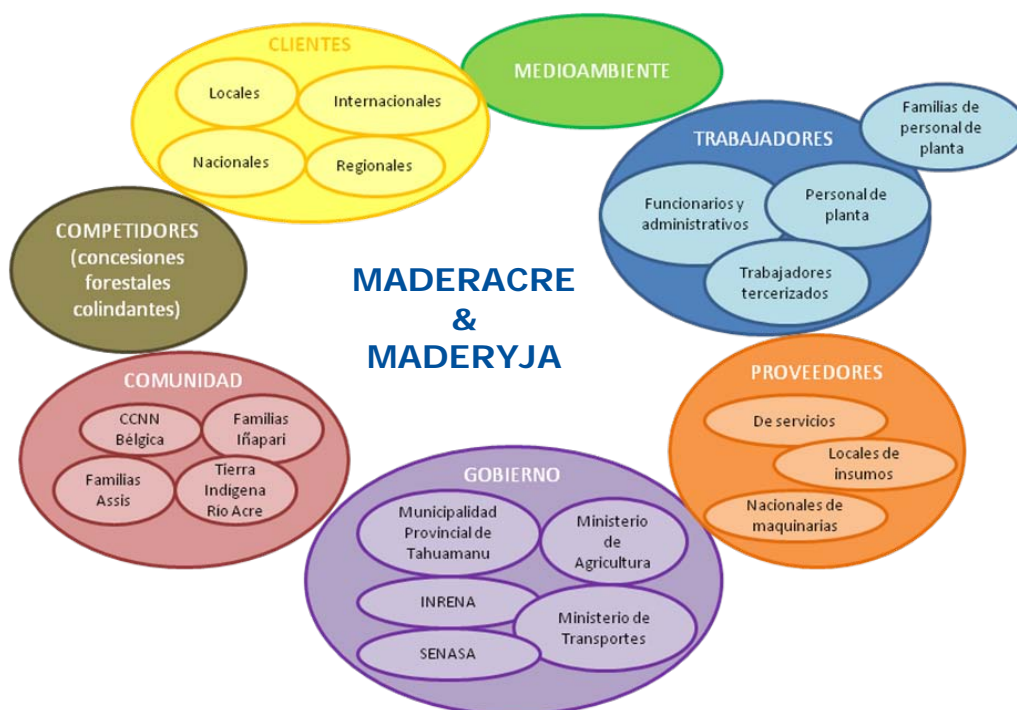 CLIENTES
Locales
Internacionales
Nacionales
Regionales
MEDIOAMBIENTE
TRABAJADORES
Familias de
personal de
planta
Funcionarios y
administrativos
Personal de
planta
Trabajadores
tercerizados
COMPETIDORES
(concesiones
forestales
colindantes)
MADERACRE
&
MADERYJA
COMUNIDAD
CCNN
Bélgica
Familias
Iñapari
Familias
Assis
Tierra
Indígena
Río Acre
GOBIERNO
Municipalidad
Provincial de
Tahuamanu
Ministerio
de
Agricultura
INRENA
Ministerio de
Transportes
SENASA
PROVEEDORES
De servicios
Locales de
insumos
Nacionales de
maquinarias